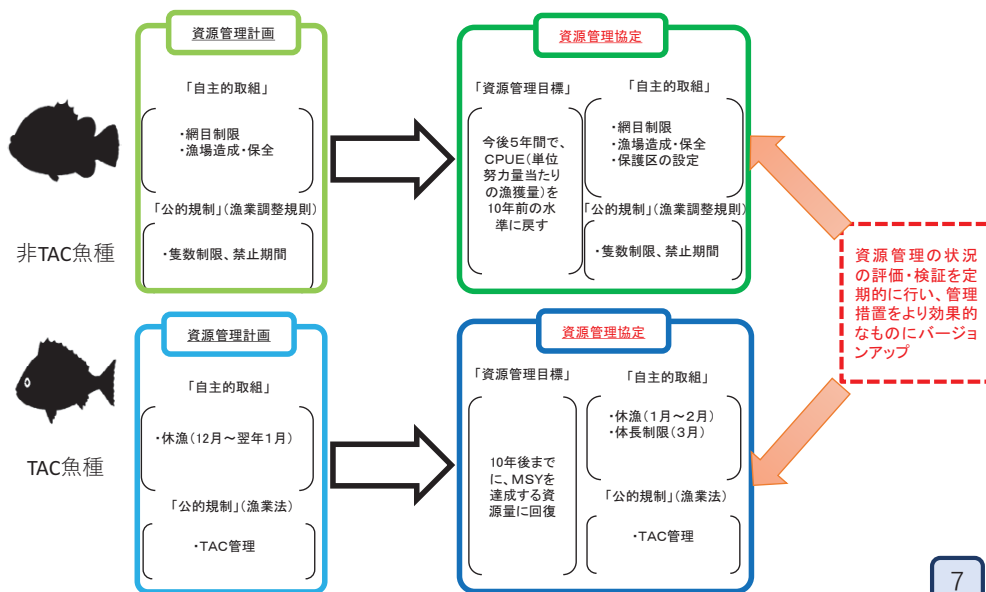 資源管理計画
「自主的取組」
・網目制限
・漁場造成・保全
「公的規制」(漁業調整規則)
・隻数制限、禁止期間
非TAC魚種
資源管理協定
「資源管理目標」
今後5年間で、
CPUE(単位
努力量当たり
の漁獲量)を
10年前の水
準に戻す
「自主的取組」
・網目制限
・漁場造成・保全
・保護区の設定
「公的規制」(漁業調整規則)
・隻数制限、禁止期間
資源管理の状況
の評価・検証を定
期的に行い、管理
措置をより効果的
なものにバージョ
ンアップ
資源管理計画
「自主的取組」
・休漁(12月~翌年1月)
「公的規制」(漁業法)
・TAC管理
TAC魚種
資源管理協定
「資源管理目標」
10年後まで
に、MSYを
達成する資
源量に回復
「自主的取組」
・休漁(1月~2月)
・体長制限(3月)
「公的規制」(漁業法)
・TAC管理
7